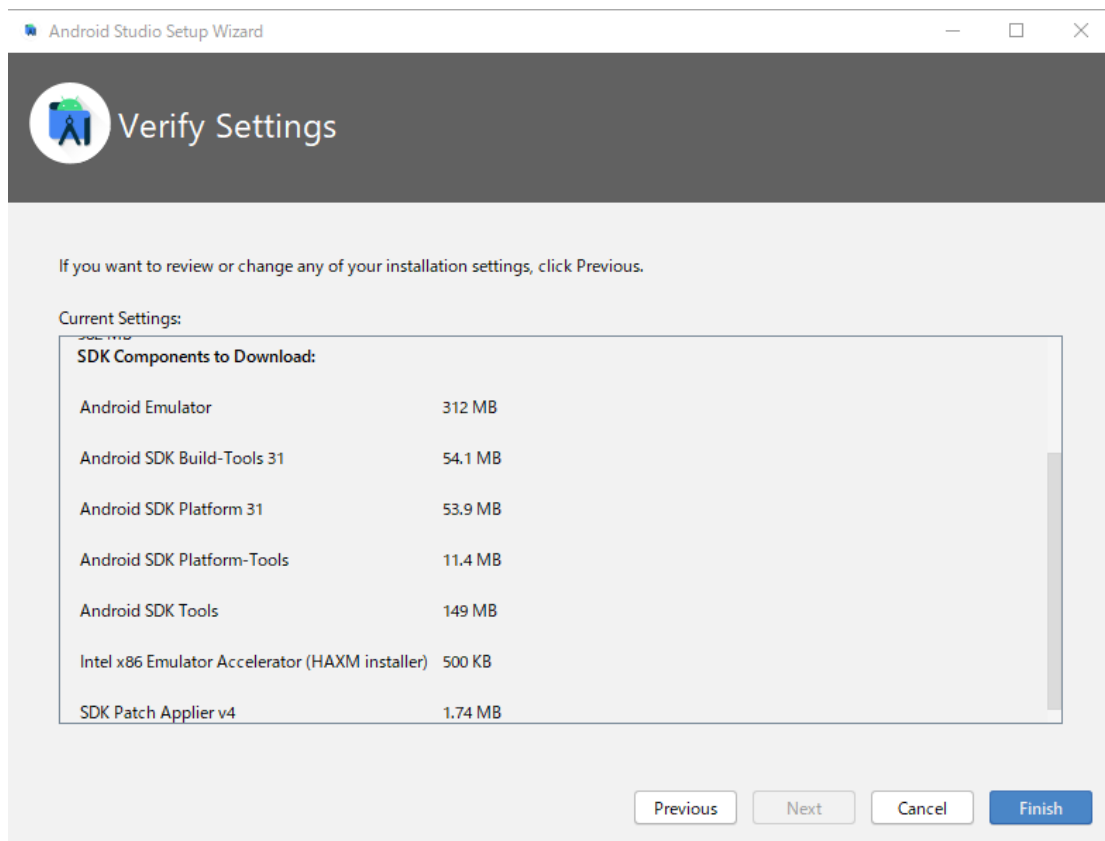 Android Studio Setup Wizard
Verify Settings
If you want to review or change any of your installation settings, click Previous.
Current Settings:
SDK Components to Download:
Android Emulator 312 MB
Android SDK Build-Tools 31 54.1 MB
Android SDK Platform 31 53.9 MB
Android SDK Platform-Tools 11.4 MB
Android SDK Tools 149 MB
Intel x86 Emulator Accelerator (HAXM installer) 500 KB
SDK Patch Applier v4 1.74 MB
Previous Next Cancel Finish